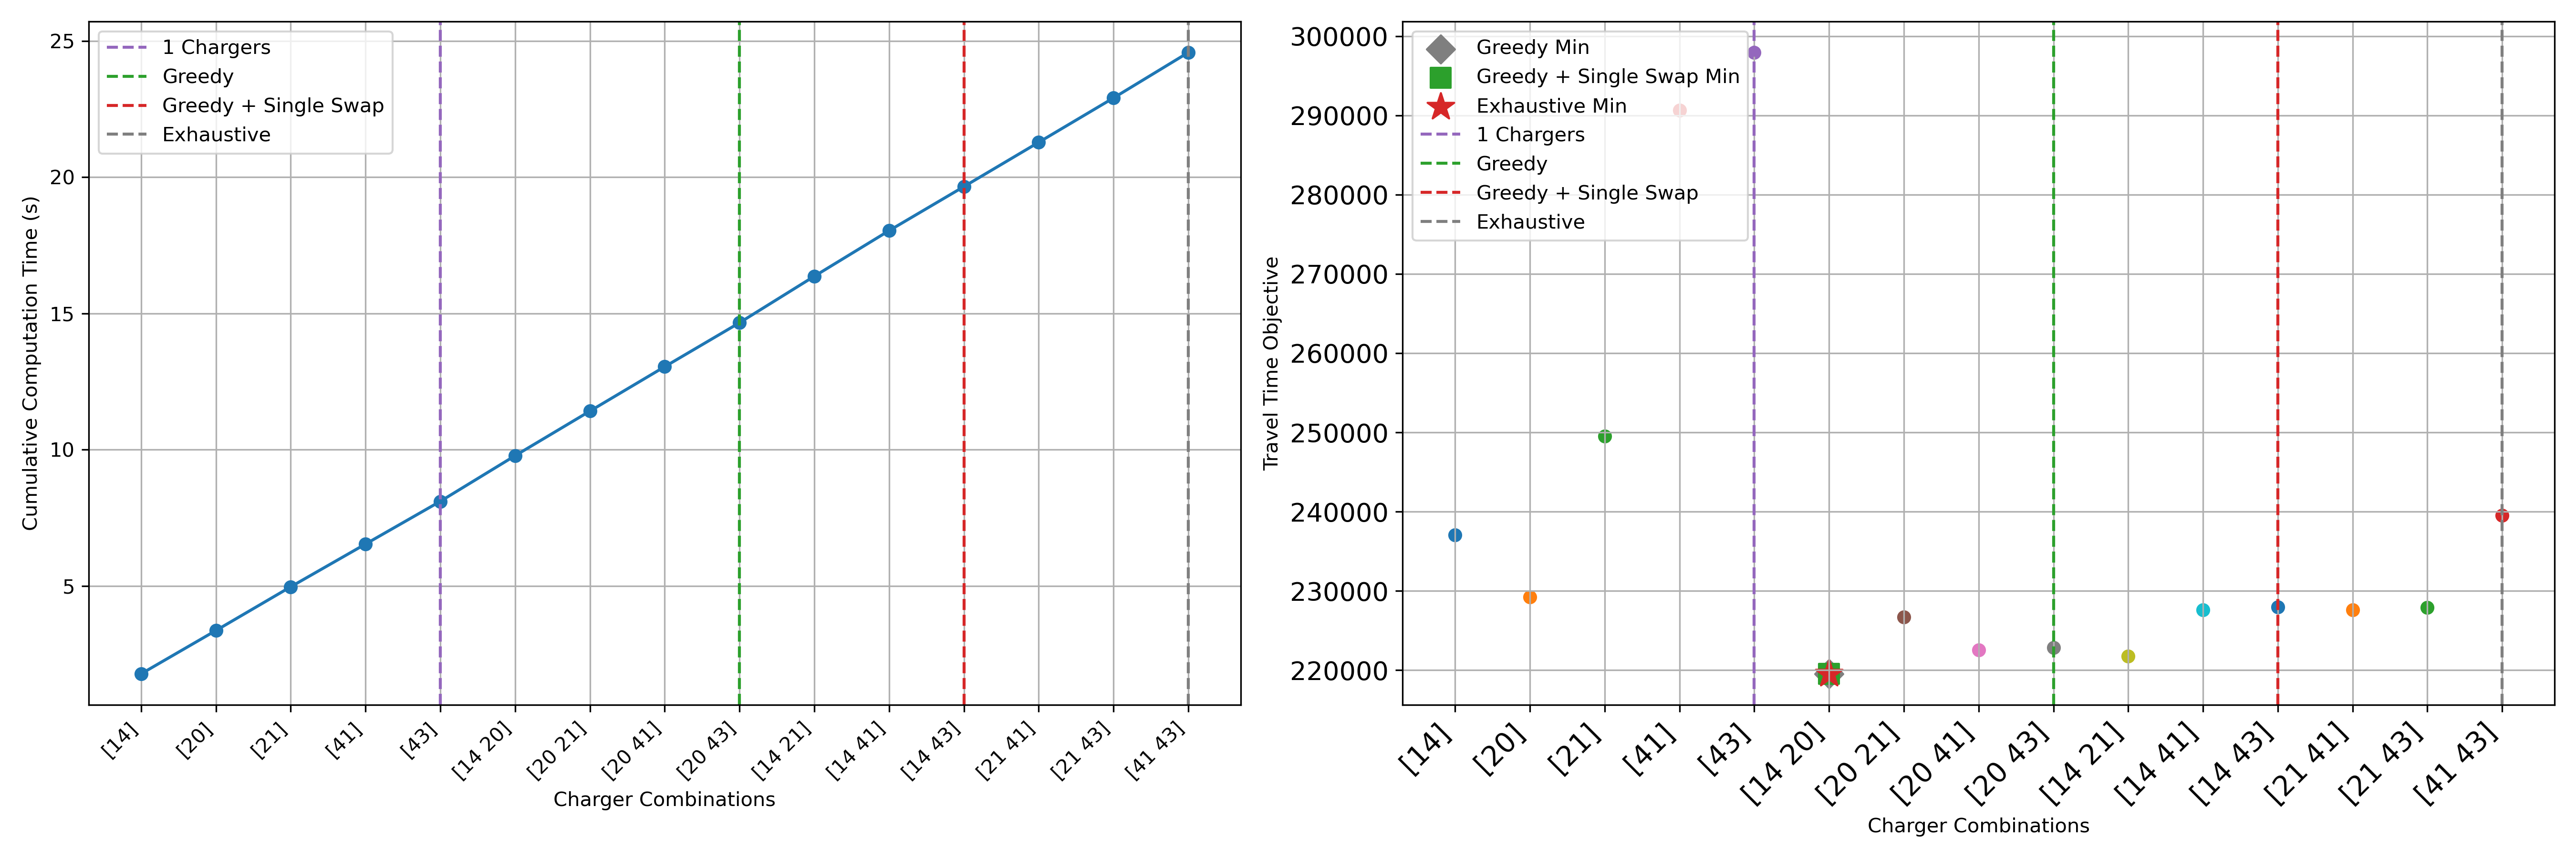 25
20
15
10
5
Cumulative Computation Time (s)
1 Chargers
Greedy
Greedy + Single Swap
Exhaustive
[14]
[20]
[21]
[41]
[43]
[14 20]
[20 21]
[20 41]
[20 43]
[14 21]
[14 41]
[14 43]
[21 41]
[21 43]
[41 43]
Charger Combinations
300000
290000
280000
270000
260000
250000
240000
230000
220000
Travel Time Objective
Greedy Min
Greedy + Single Swap Min
Exhaustive Min
1 Chargers
Greedy
Greedy + Single Swap
Exhaustive
[14]
[20]
[21]
[41]
[43]
[14 20]
[20 21]
[20 41]
[20 43]
[14 21]
[14 41]
[14 43]
[21 41]
[21 43]
[41 43]
Charger Combinations